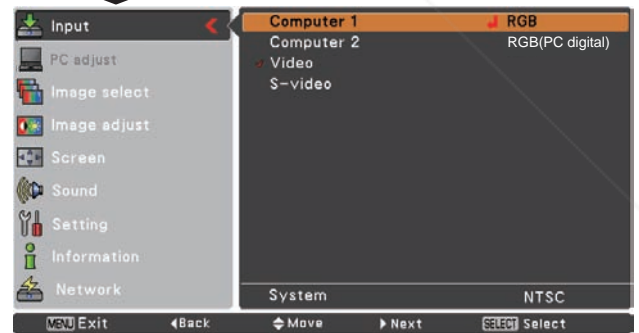 Input
PC adjust
Image select
Image adjust
Screen
Sound
Setting
Information
Network
Computer 1 RGB
Computer 2 RGB(PC digital)
Video
S-video
System NTSC
MENU Exit Back Move Next SELECT Select